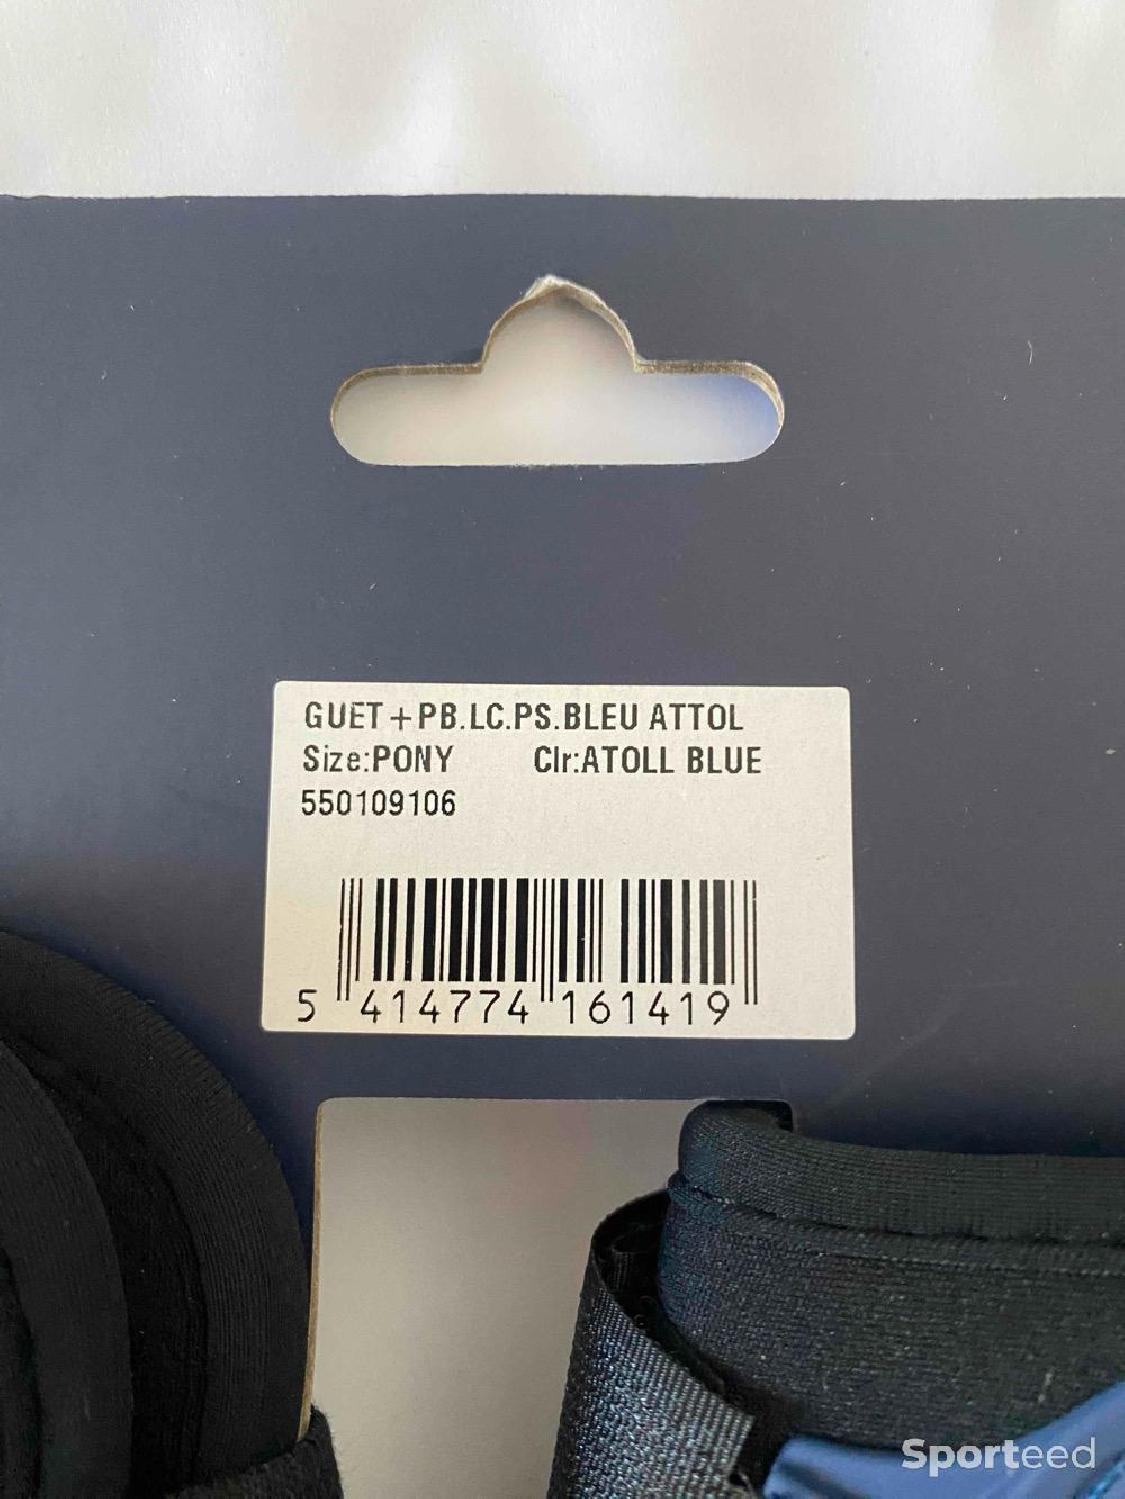 GUET+PB.LC.PS.BLEU ATTOL
Size:PONY Clr:ATOLL BLUE
550109106
5 414774 161419
Sporteed